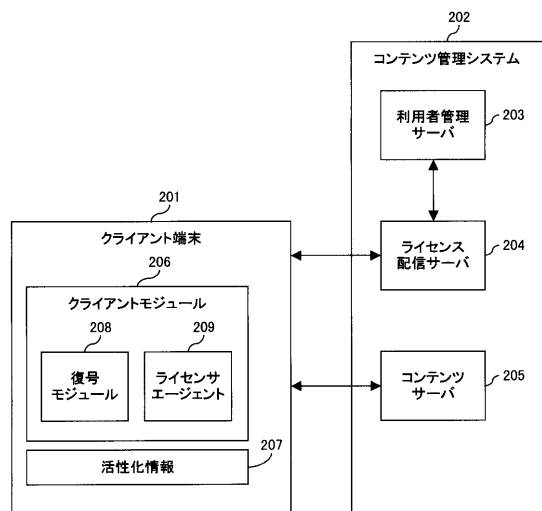 202
コンテンツ管理システム
利用者管理
サーバ
203
201
クライアント端末
ライセンス
配信サーバ
204
206
クライアントモジュール
208
209
復号
モジュール
ライセンサ
エージェント
コンテンツ
サーバ
205
207
活性化情報